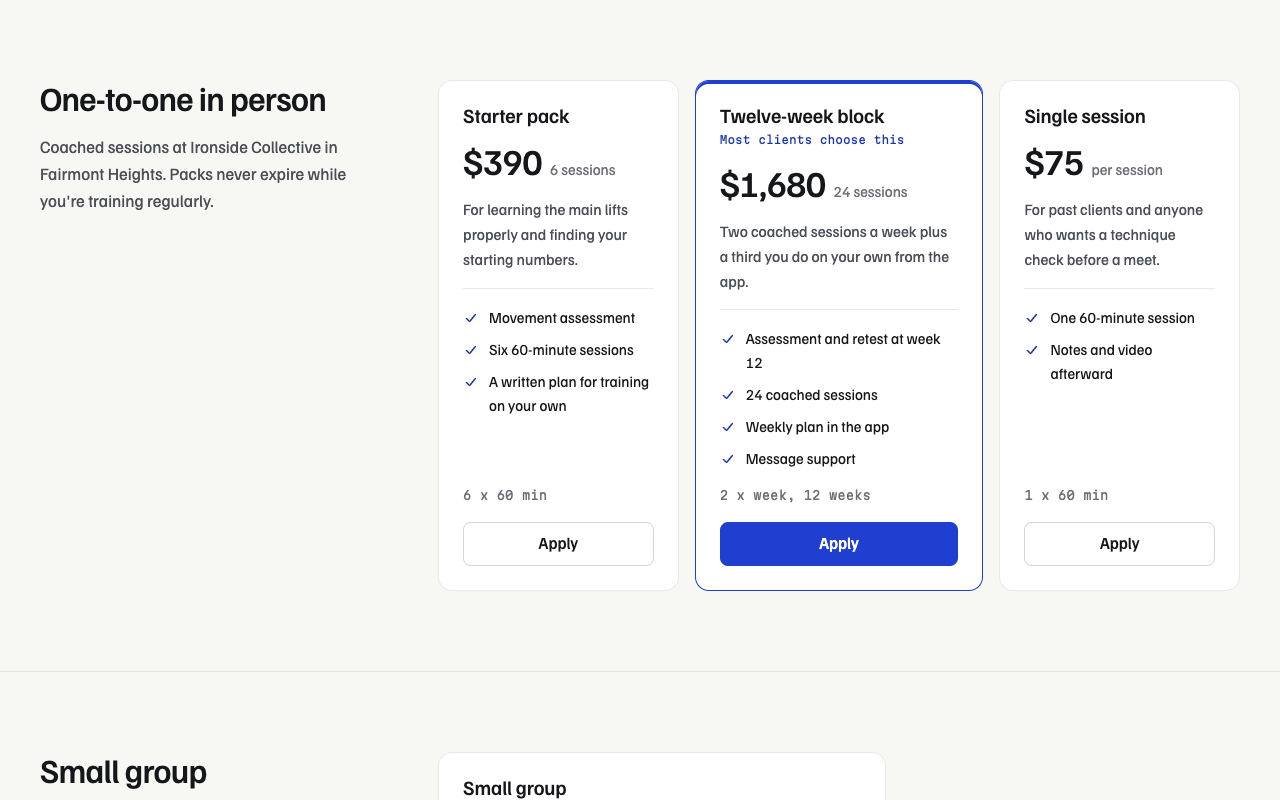 One-to-one in person
Coached sessions at Ironside Collective in
Fairmont Heights. Packs never expire while
you're training regularly.
Starter pack
$390 6 sessions
For learning the main lifts
properly and finding your
starting numbers.
Movement assessment
Six 60-minute sessions
A written plan for training
on your own
6 x 60 min
Apply
Twelve-week block
Most clients choose this
$1,680 24 sessions
Two coached sessions a week plus
a third you do on your own from the
app.
Assessment and retest at week
12
24 coached sessions
Weekly plan in the app
Message support
2 x week, 12 weeks
Apply
Single session
$75 per session
For past clients and anyone
who wants a technique
check before a meet.
One 60-minute session
Notes and video
afterward
1 x 60 min
Apply
Small group
Small group